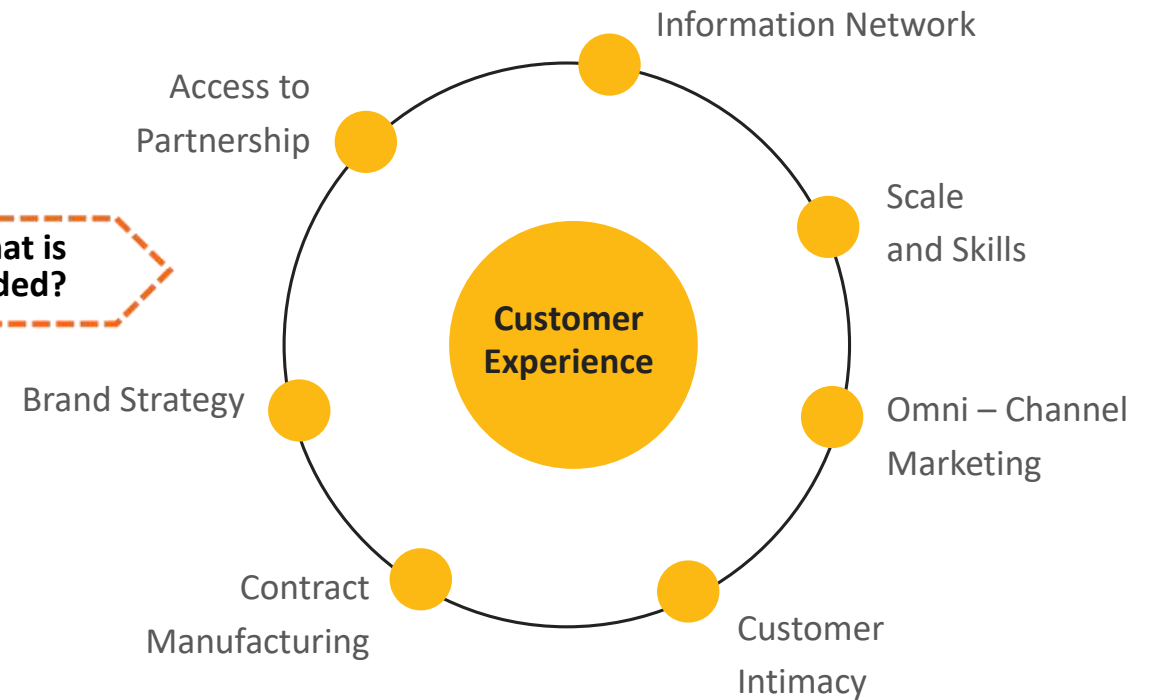 Information Network
Access to
Partnership
Scale
and Skills
is
Customer
Experience
Brand Strategy
Omni – Channel
Marketing
Contract
Manufacturing
Customer
Intimacy